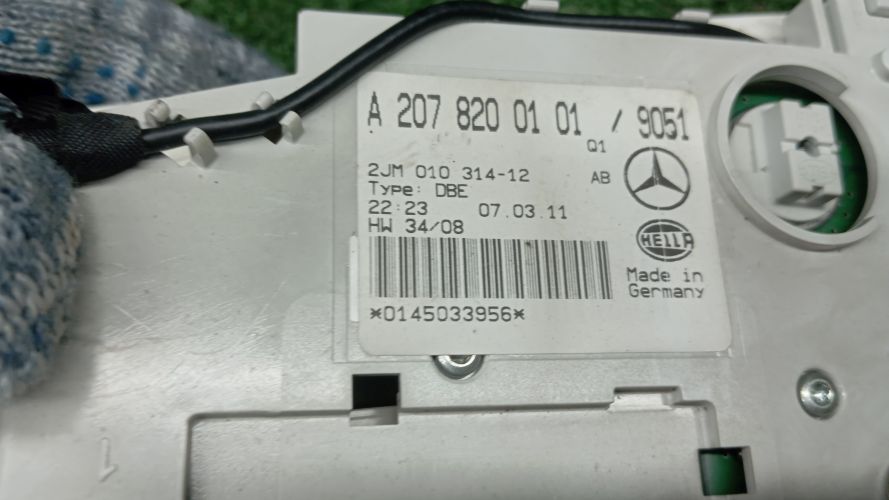 A 207 820 01 01 / 9051
Q1
2JM 010 314-12 AB
Type: DBE
22:23 07.03.11
HW 34/08
HELLA
Made in
Germany
*0145033956*
1